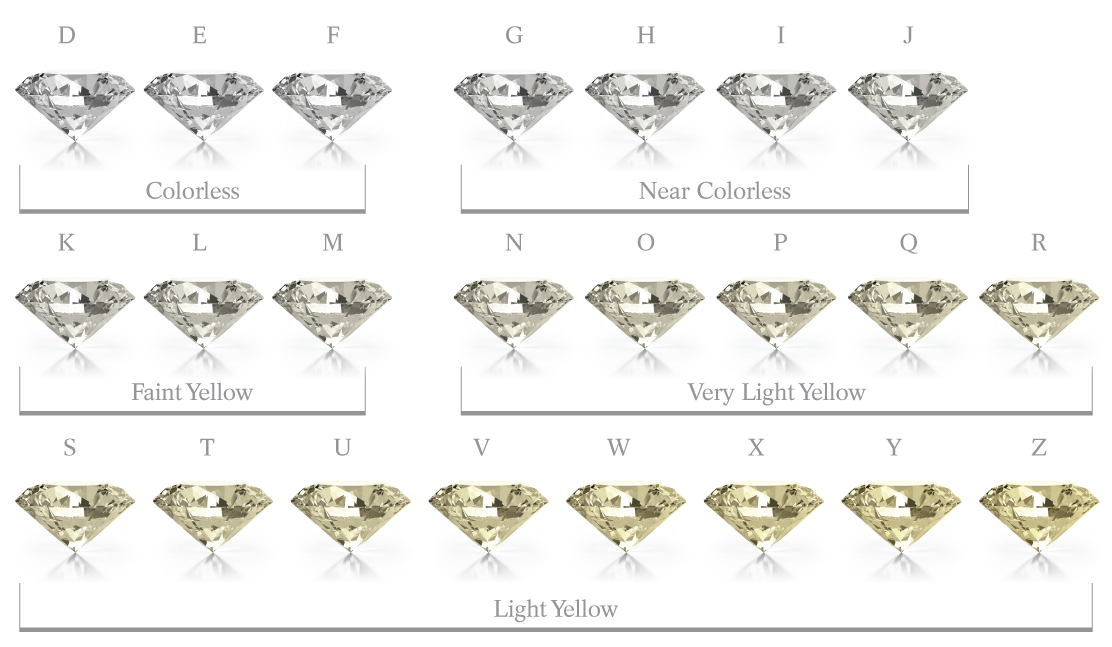 D E F G H I J
Colorless Near Colorless
K L M N O P Q R
Faint Yellow Very Light Yellow
S T U V W X Y Z
Light Yellow